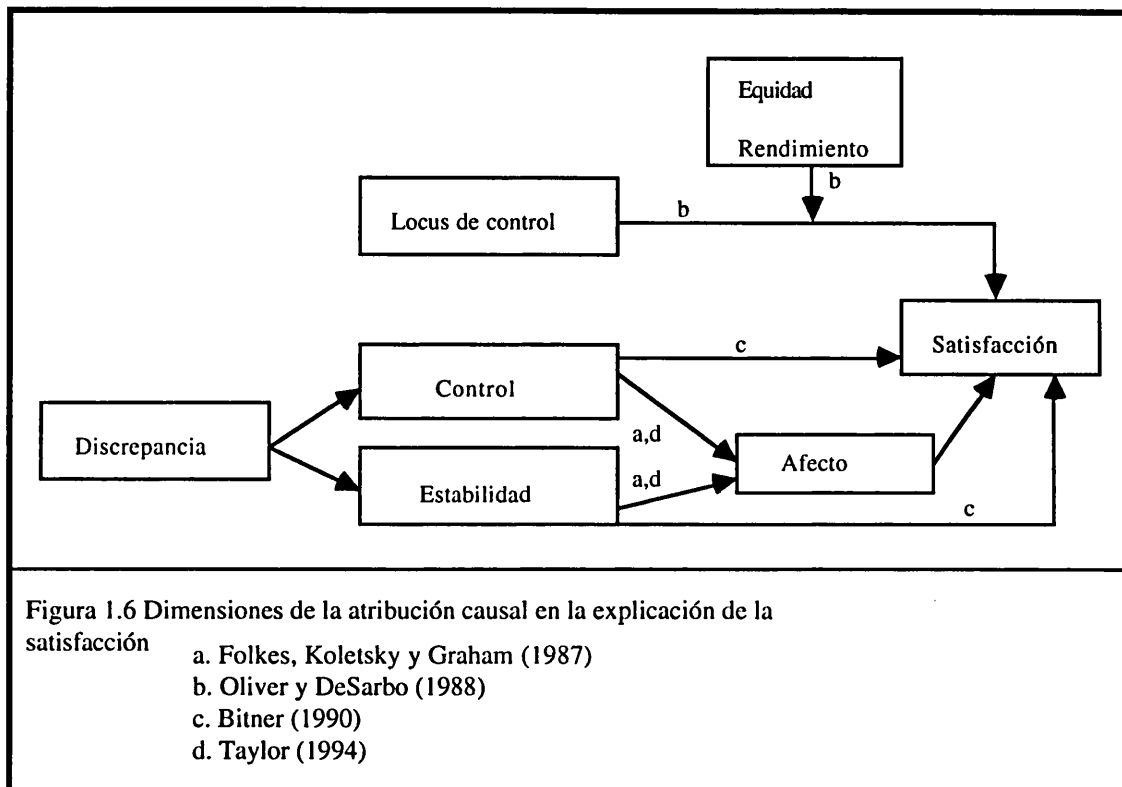 Equidad
Rendimiento
b
Locus de control
b
Satisfacción
c
Control
Discrepancia
a,d
Afecto
a,d
Estabilidad
c
Figura 1.6 Dimensiones de la atribución causal en la explicación de la
satisfacción
a. Folkes, Koletsky y Graham (1987)
b. Oliver y DeSarbo (1988)
c. Bitner (1990)
d. Taylor (1994)